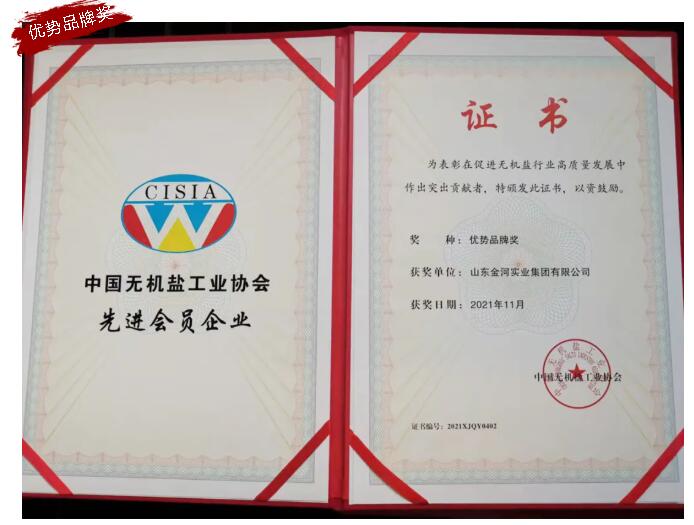 优势品牌奖
CISIA
中国无机盐工业协会
先进会员企业
证书
为表彰在促进无机盐行业高质量发展中
作出突出贡献者，特颁发此证书，以资鼓励。
奖 种：优势品牌奖
获奖单位：山东金河实业集团有限公司
获奖日期：2021年11月
中国无机盐工业协会
证书编号：2021XJQY0402